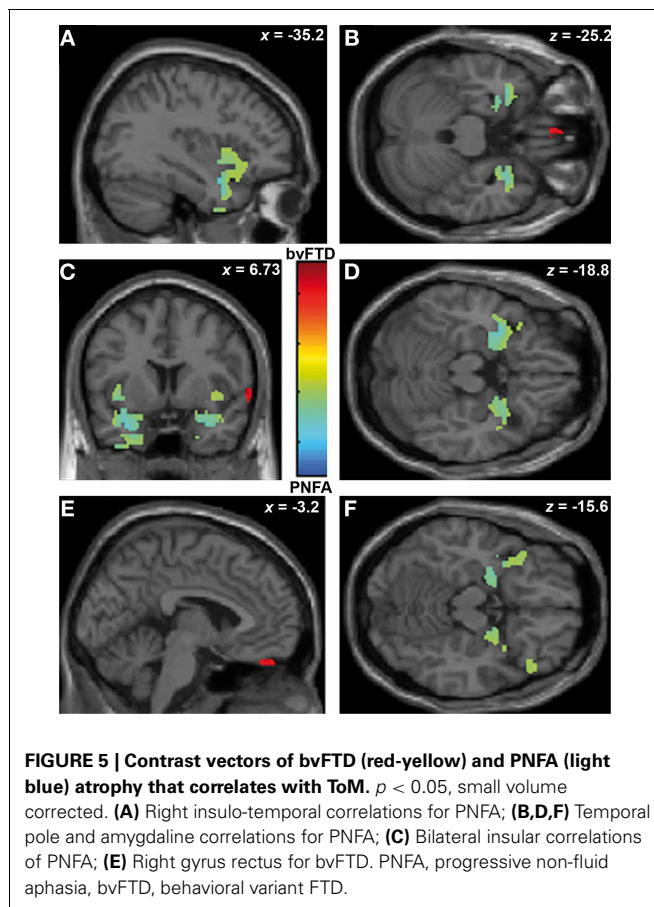 A
x = -35.2
B
z = -25.2
bvFTD
C
x = 6.73
D
z = -18.8
PNFA
E
x = -3.2
F
z = -15.6
FIGURE 5 | Contrast vectors of bvFTD (red-yellow) and PNFA (light
blue) atrophy that correlates with ToM. p < 0.05, small volume
corrected. (A) Right insulo-temporal correlations for PNFA; (B,D,F) Temporal
pole and amygdaline correlations for PNFA; (C) Bilateral insular correlations
of PNFA; (E) Right gyrus rectus for bvFTD. PNFA, progressive non-fluid
aphasia, bvFTD, behavioral variant FTD.